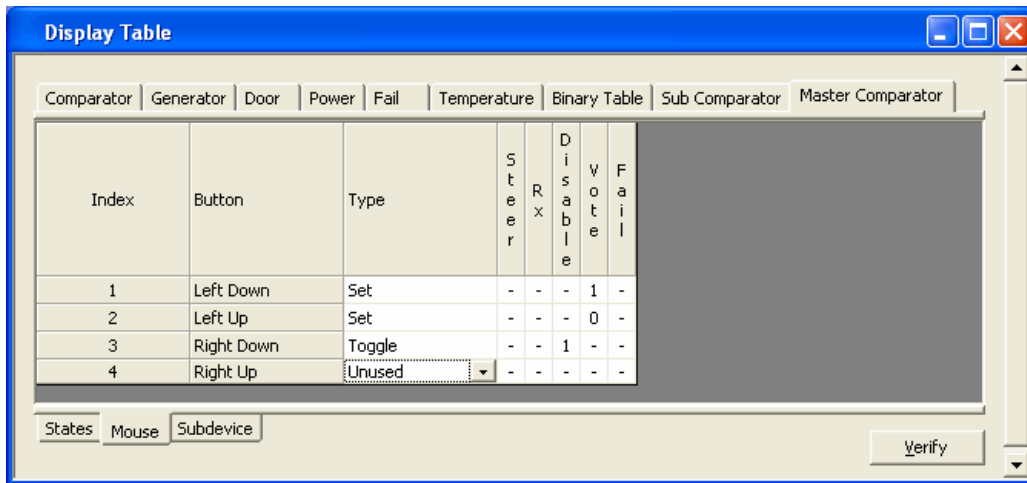 Display Table
Comparator Generator Door Power Fail Temperature Binary Table Sub Comparator Master Comparator
Index Button Type Steer Rx Disable Vote Fail
1 Left Down Set - - - 1 -
2 Left Up Set - - - 0 -
3 Right Down Toggle - - 1 - -
4 Right Up Unused - - - - -
States Mouse Subdevice
Verify